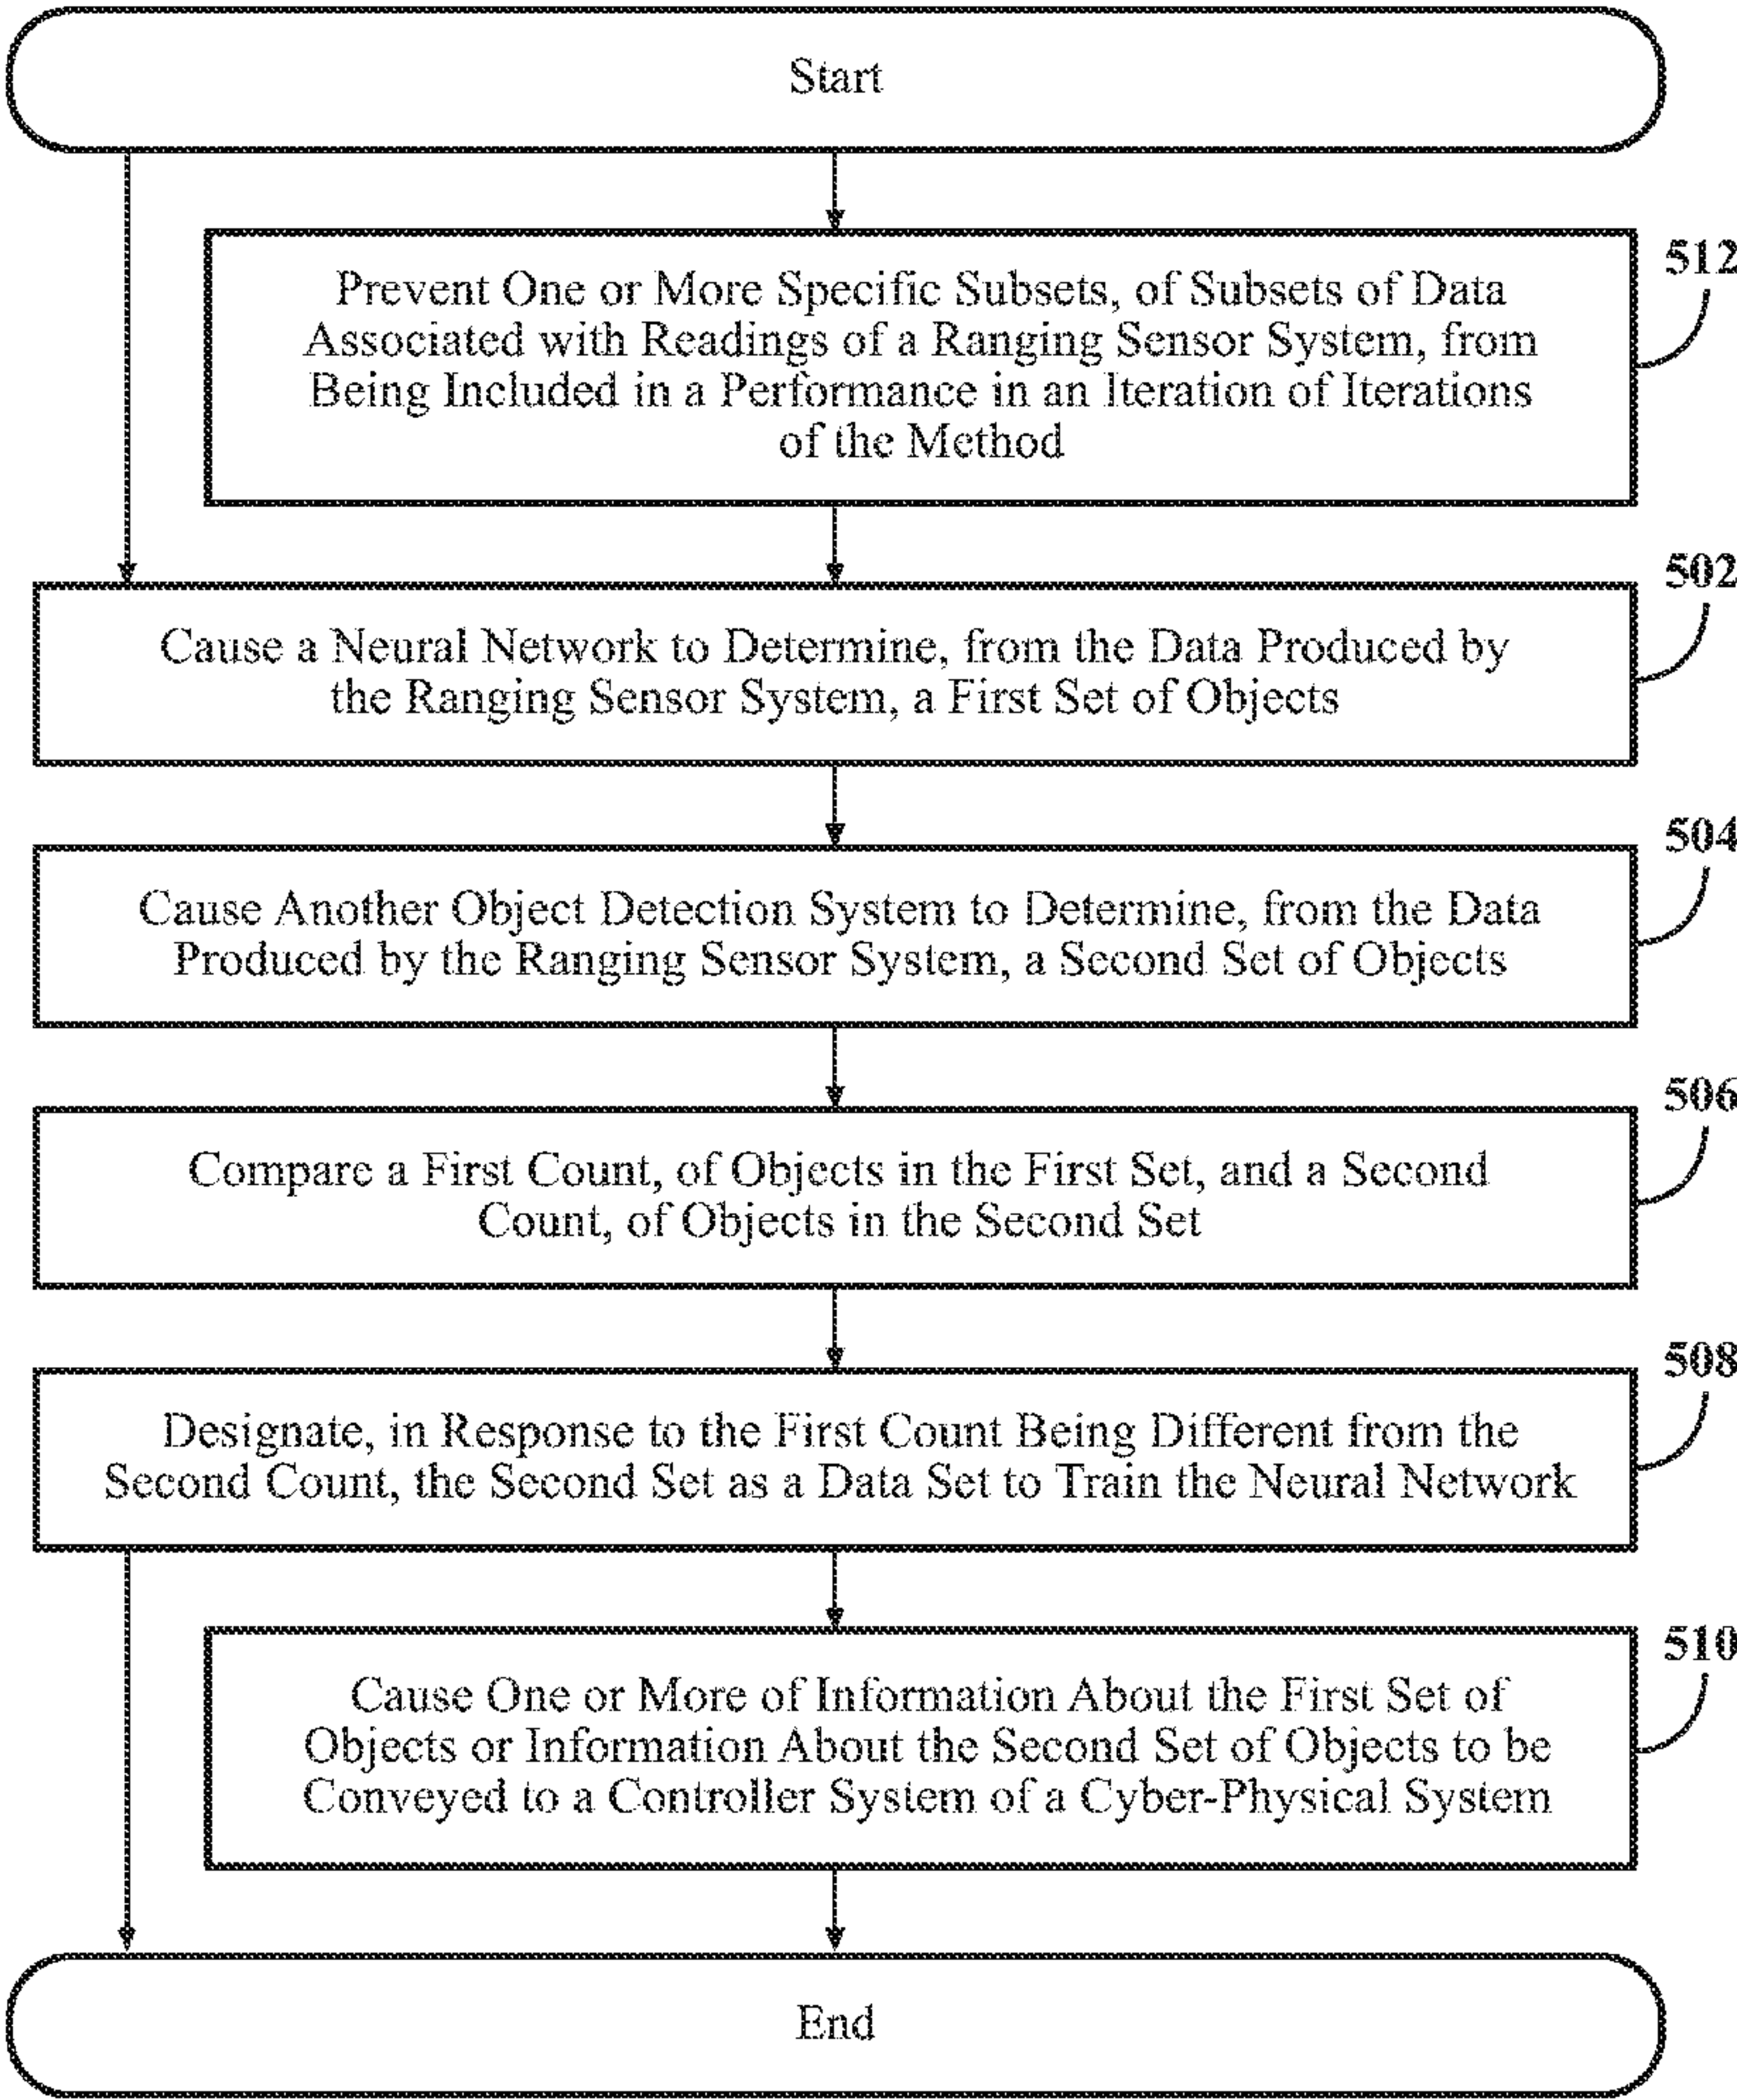 Start
512
Prevent One or More Specific Subsets, of Subsets of Data
Associated with Readings of a Ranging Sensor System, from
Being Included in a Performance in an Iteration of Iterations
of the Method
502
Cause a Neural Network to Determine, from the Data Produced by
the Ranging Sensor System, a First Set of Objects
504
Cause Another Object Detection System to Determine, from the Data
Produced by the Ranging Sensor System, a Second Set of Objects
506
Compare a First Count, of Objects in the First Set, and a Second
Count, of Objects in the Second Set
508
Designate, in Response to the First Count Being Different from the
Second Count, the Second Set as a Data Set to Train the Neural Network
510
Cause One or More of Information About the First Set of
Objects or Information About the Second Set of Objects to be
Conveyed to a Controller System of a Cyber-Physical System
End